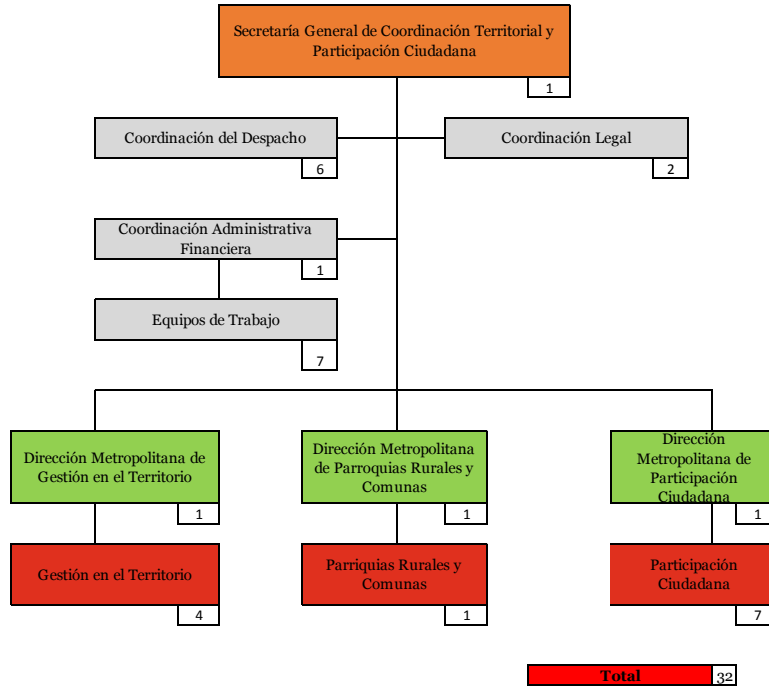 Secretaría General de Coordinación Territorial y
Participación Ciudadana
1
Coordinación del Despacho
6
Coordinación Legal
2
Coordinación Administrativa
Financiera
1
Equipos de Trabajo
7
Dirección Metropolitana de
Gestión en el Territorio
1
Dirección Metropolitana
de Parroquias Rurales y
Comunas
1
Dirección
Metropolitana de
Participación
Ciudadana
1
Gestión en el Territorio
4
Parriquias Rurales y
Comunas
1
Participación
Ciudadana
7
Total 32